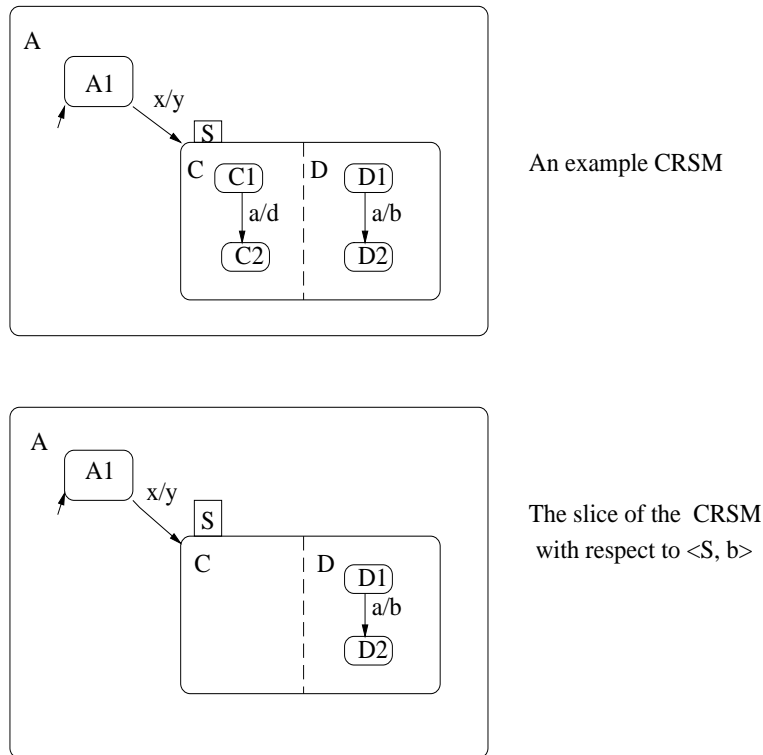 A
A1
x/y
S
C
C1
D
D1
a/d
a/b
C2
D2
An example CRSM
A
A1
x/y
S
C
D
D1
a/b
D2
The slice of the CRSM
with respect to <S, b>